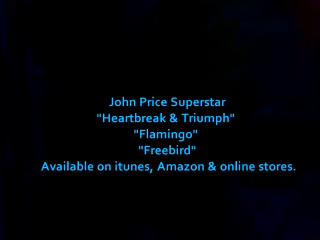 John Price Superstar
"Heartbreak & Triumph"
"Flamingo"
"Freebird"
Available on itunes, Amazon & online stores.